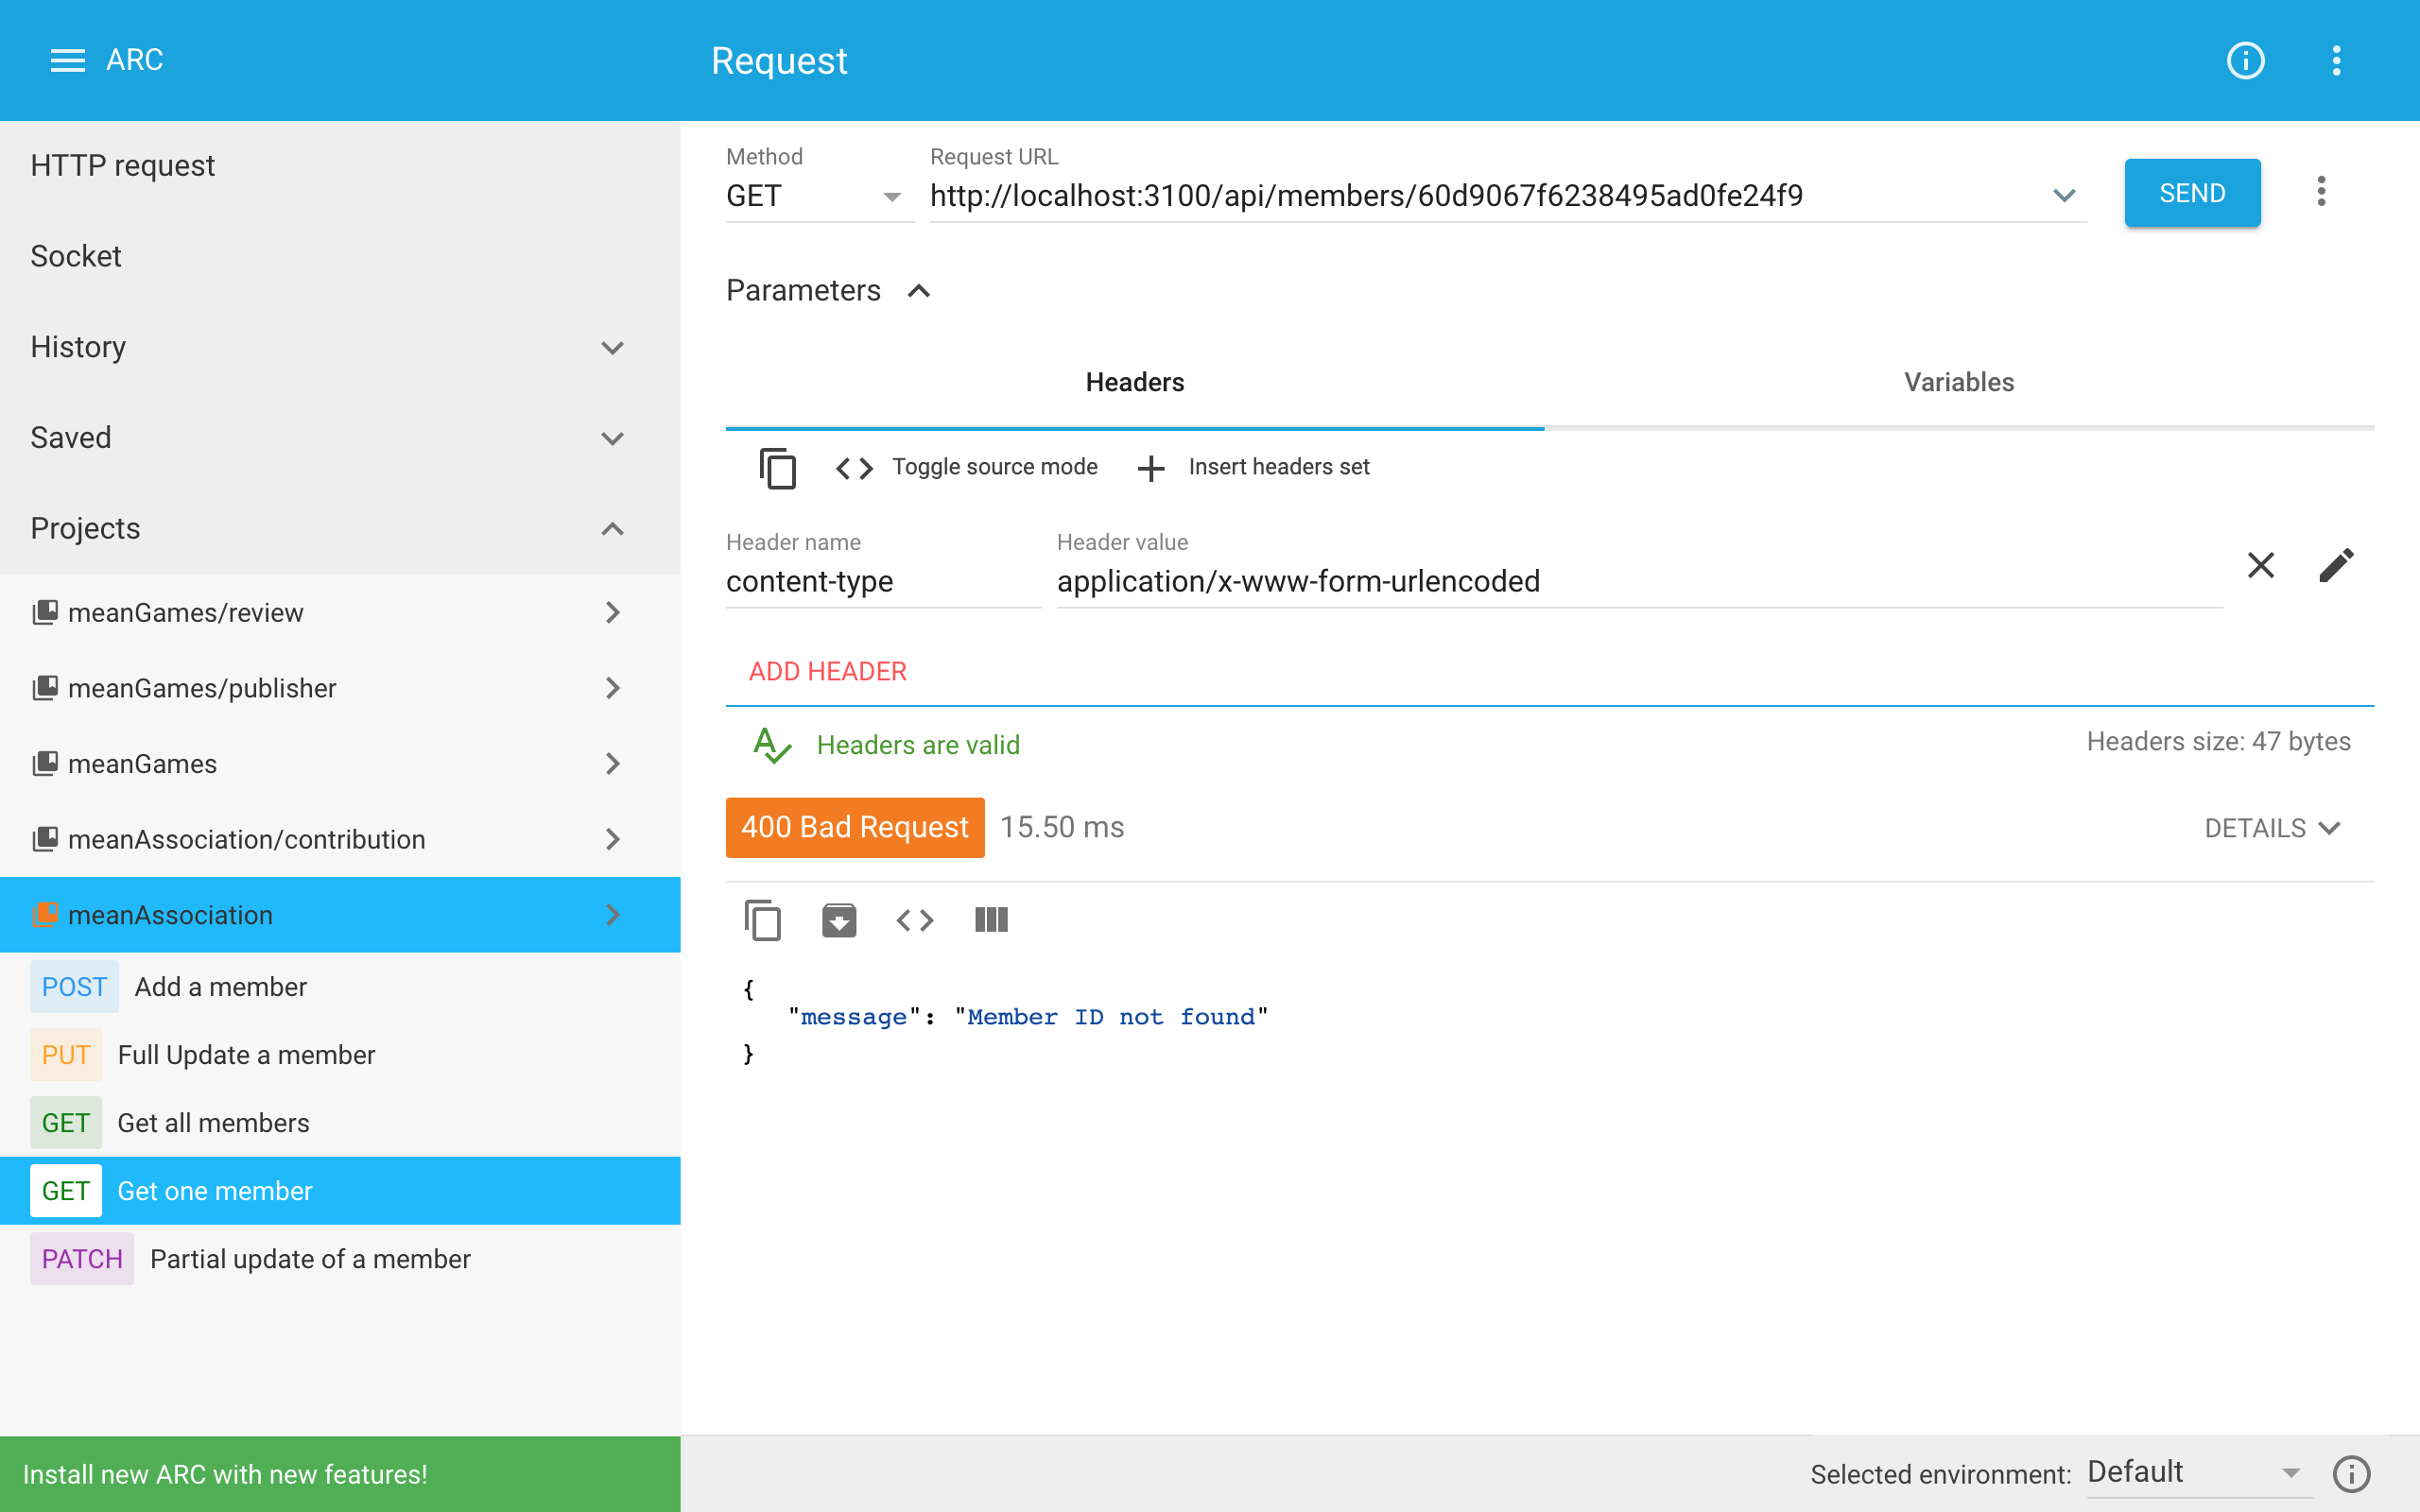 ARC
Request
HTTP request
Socket
History
Saved
Projects
meanGames/review
meanGames/publisher
meanGames
meanAssociation/contribution
meanAssociation
POST Add a member
PUT Full Update a member
GET Get all members
GET Get one member
PATCH Partial update of a member
Install new ARC with new features!
Method
GET
Request URL
http://localhost:3100/api/members/60d9067f6238495ad0fe24f9
SEND
Parameters
Headers Variables
Toggle source mode Insert headers set
Header name Header value
content-type application/x-www-form-urlencoded
ADD HEADER
Headers are valid Headers size: 47 bytes
400 Bad Request 15.50 ms DETAILS
{
"message": "Member ID not found"
}
Selected environment: Default